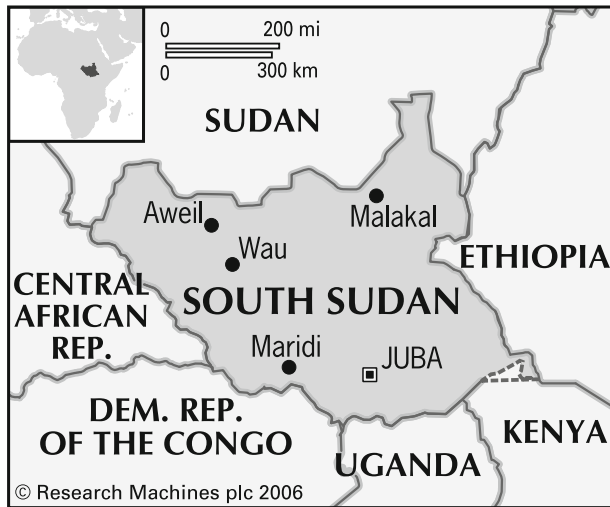 0 200 mi
0 300 km
SUDAN
Aweil
Malakal
Wau
ETHIOPIA
CENTRAL
AFRICAN
REP.
SOUTH SUDAN
Maridi
JUBA
DEM. REP.
OF THE CONGO
KENYA
UGANDA
© Research Machines plc 2006